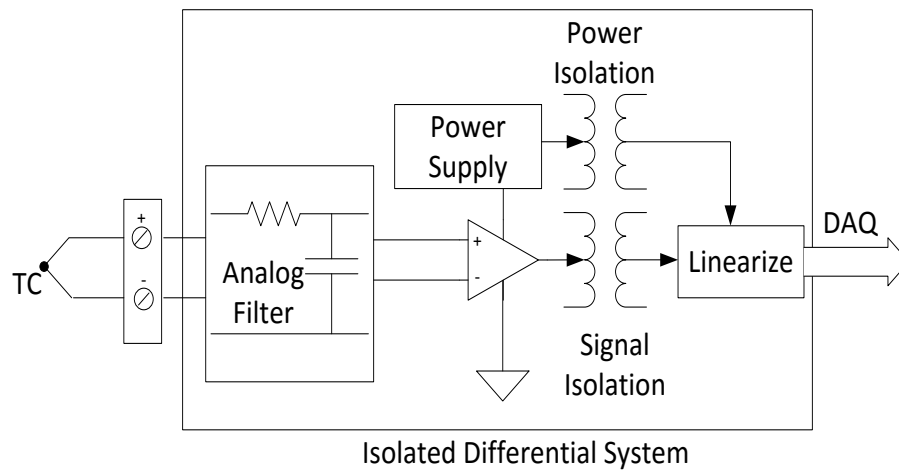 Power
Isolation
Power
Supply
+
-
TC
Analog
Filter
+
-
Linearize
DAQ
Signal
Isolation
Isolated Differential System